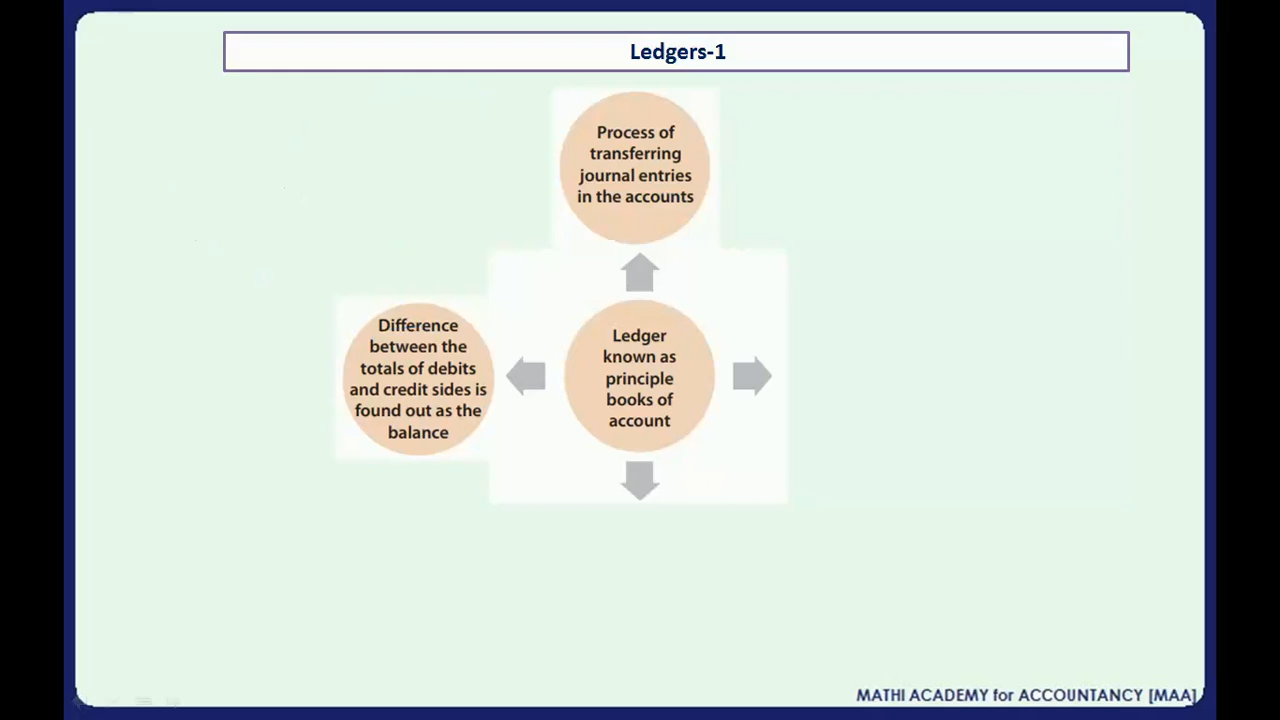 Ledgers-1
Process of
transferring
journal entries
in the accounts
Difference
between the
totals of debits
and credit sides is
found out as the
balance
Ledger
known as
principle
books of
account
MATHI ACADEMY for ACCOUNTANCY [MAA]